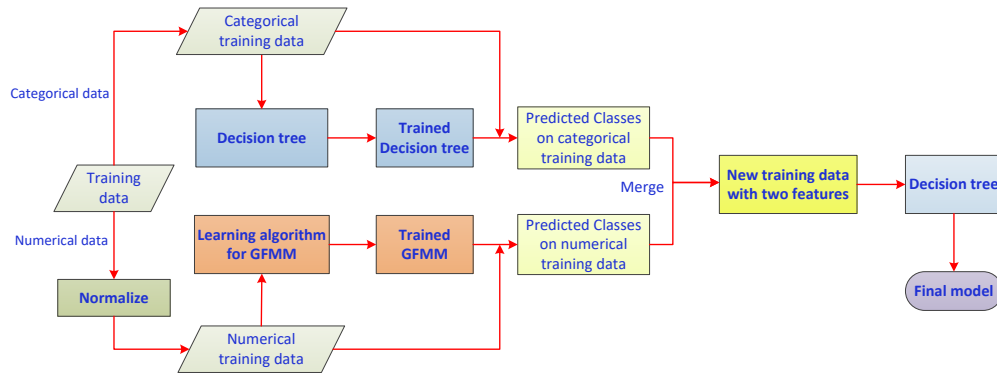 Categorical
training data
Categorical data
Decision tree
Trained
Decision tree
Predicted Classes
on categorical
training data
Training
data
Merge
New training data
with two features
Decision tree
Numerical data
Learning algorithm
for GFMM
Trained
GFMM
Predicted Classes
on numerical
training data
Normalize
Final model
Numerical
training data